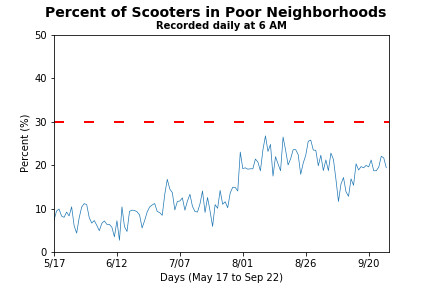 Percent of Scooters in Poor Neighborhoods
Recorded daily at 6 AM
50
40
30
20
10
0
Percent (%)
5/17 6/12 7/07 8/01 8/26 9/20
Days (May 17 to Sep 22)